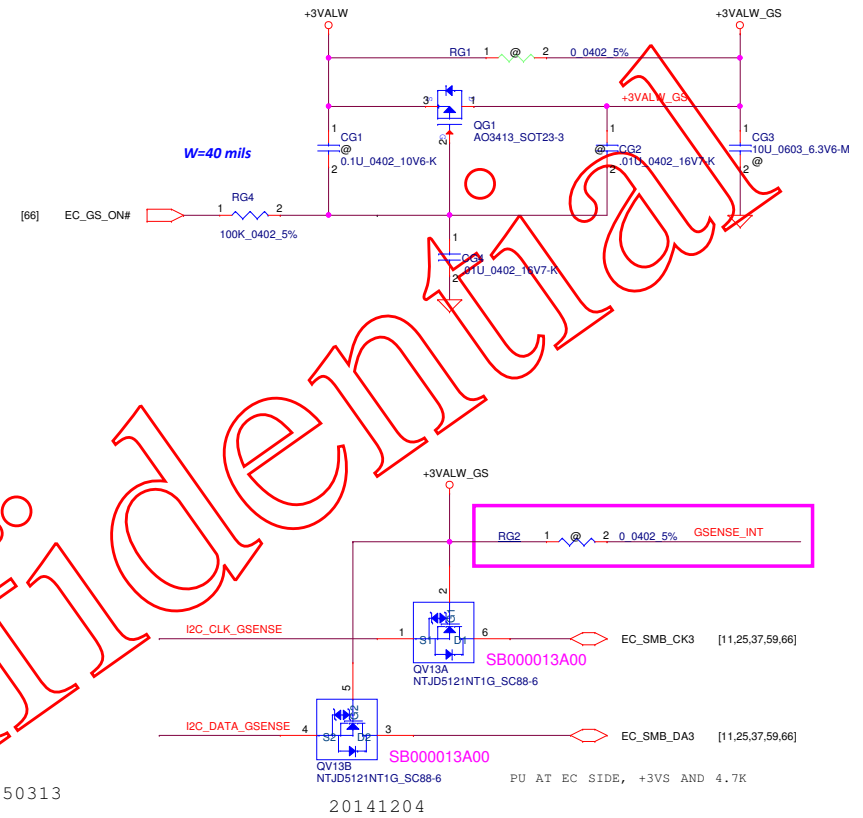 +3VALW
+3VALW_GS
RG1 1 @ 2 0_0402_5%
3 1 +3VALW_GS
QG1
AO3413_SOT23-3
2
1
CG1
@
0.1U_0402_10V6-K
2
1
@ CG2
.01U_0402_16V7-K
2
1
CG3
10U_0603_6.3V6-M
@
2
W=40 mils
RG4
[66] EC_GS_ON# 1 2
100K_0402_5%
1
CG4
.01U_0402_16V7-K
2
+3VALW_GS
RG2 1 @ 2 0_0402_5% GSENSE_INT
2
G1
I2C_CLK_GSENSE 1 S1 D1 6 EC_SMB_CK3 [11,25,37,59,66]
SB000013A00
QV13A
NTJD5121NT1G_SC88-6
5
G2
I2C_DATA_GSENSE 4 S2 D2 3 EC_SMB_DA3 [11,25,37,59,66]
SB000013A00
QV13B
NTJD5121NT1G_SC88-6
PU AT EC SIDE, +3VS AND 4.7K
50313
20141204
fidential